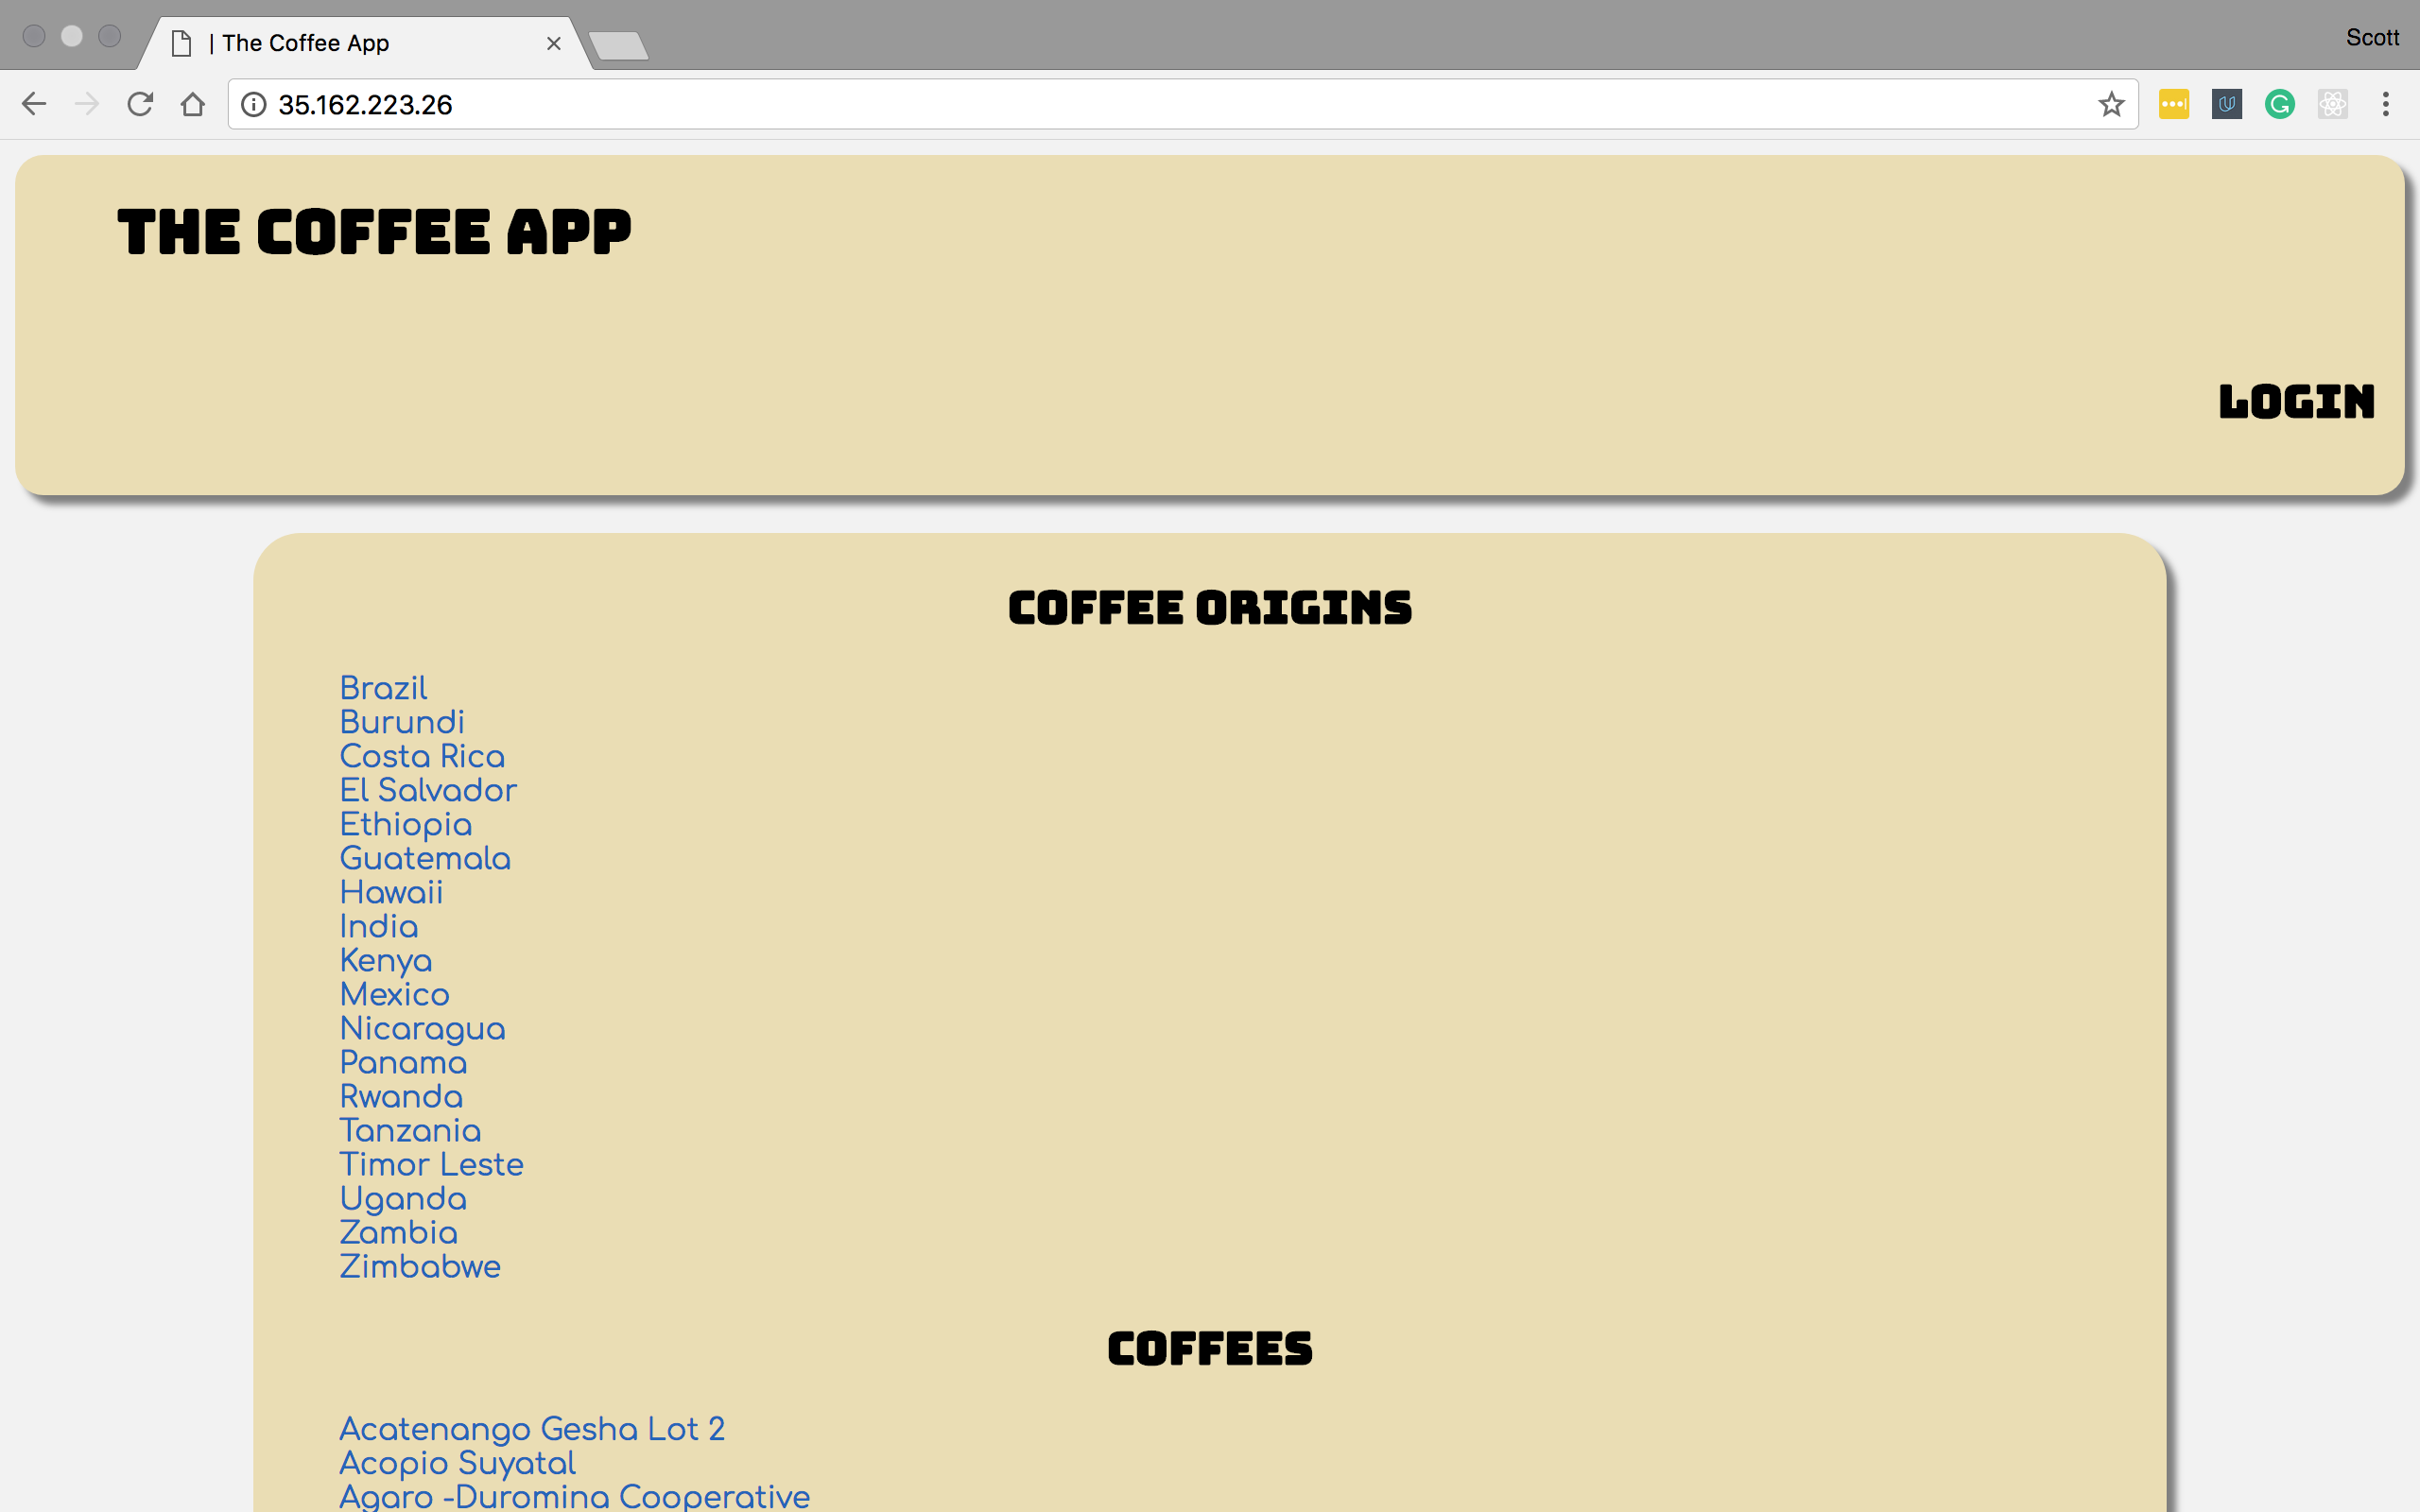 | The Coffee App
Scott
35.162.223.26
THE COFFEE APP
LOGIN
COFFEE ORIGINS
Brazil
Burundi
Costa Rica
El Salvador
Ethiopia
Guatemala
Hawaii
India
Kenya
Mexico
Nicaragua
Panama
Rwanda
Tanzania
Timor Leste
Uganda
Zambia
Zimbabwe
COFFEES
Acatenango Gesha Lot 2
Acopio Suyatal
Agaro -Duromina Cooperative